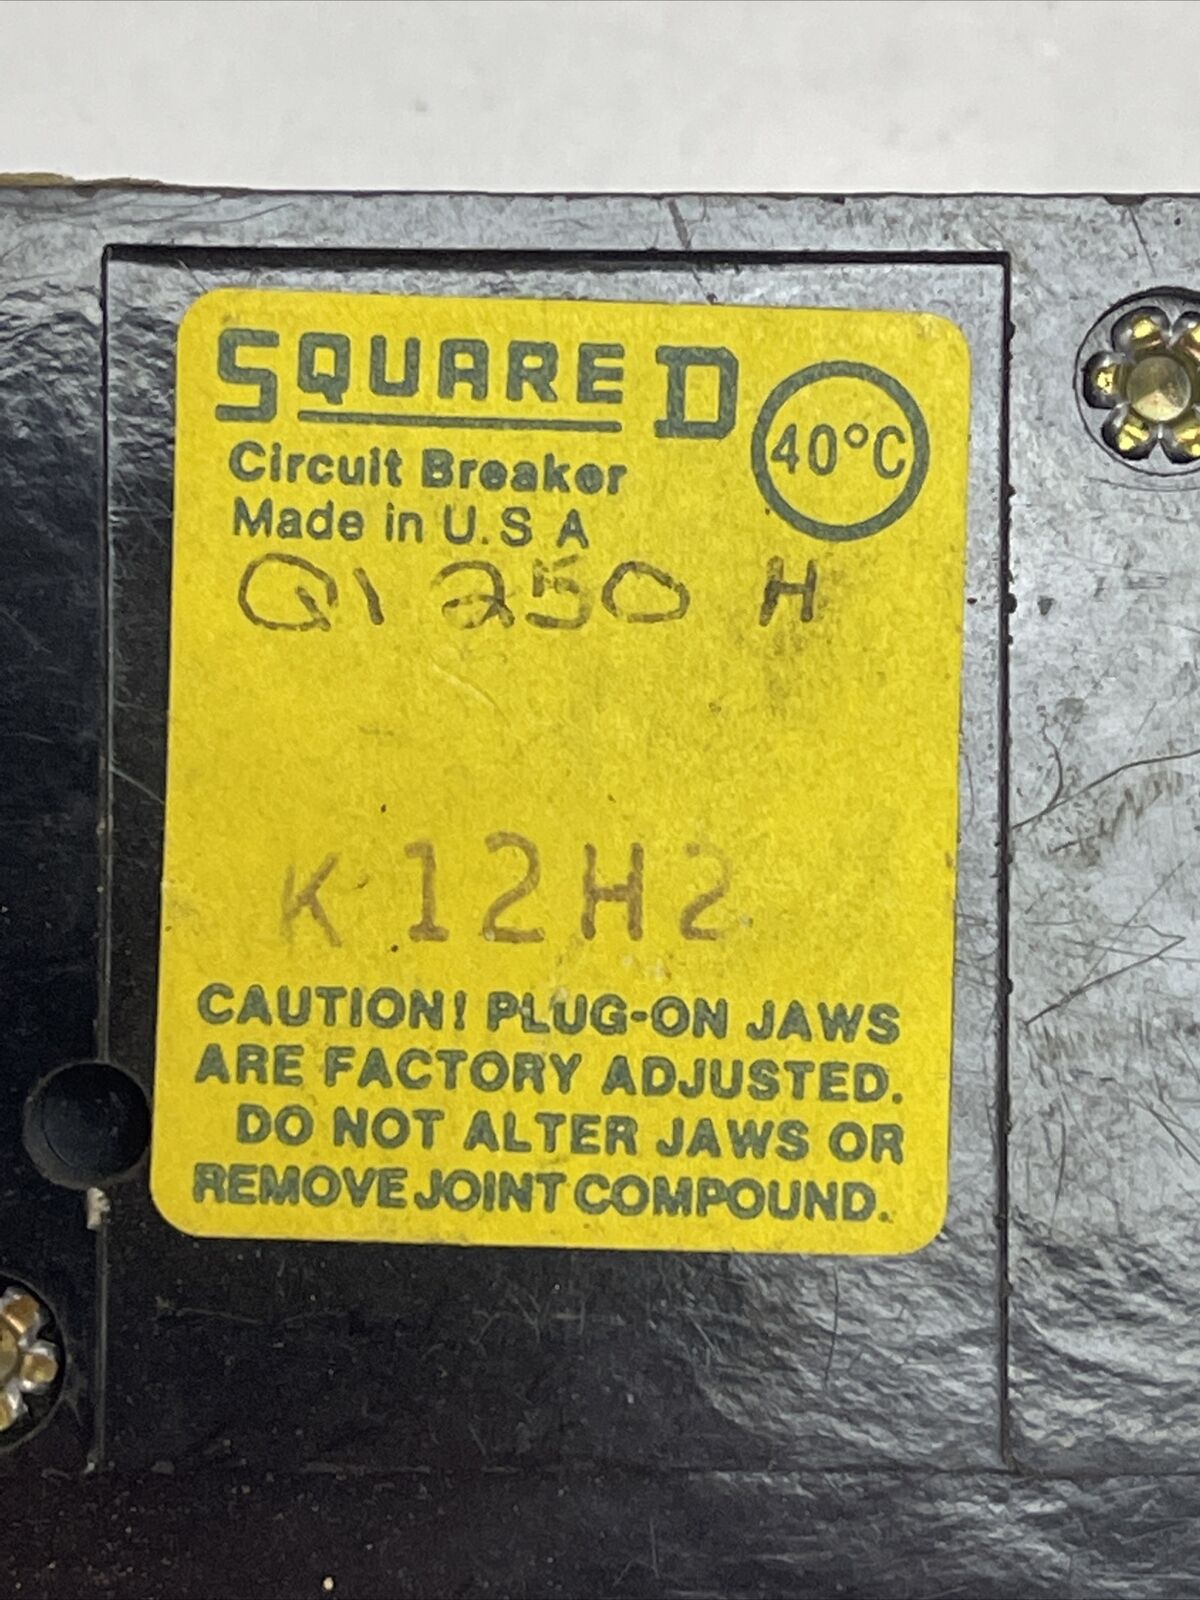 SQUARE D
40°C
Circuit Breaker
Made in U.S A
Q1 250 H
K 12H2
CAUTION! PLUG-ON JAWS
ARE FACTORY ADJUSTED.
DO NOT ALTER JAWS OR
REMOVE JOINT COMPOUND.